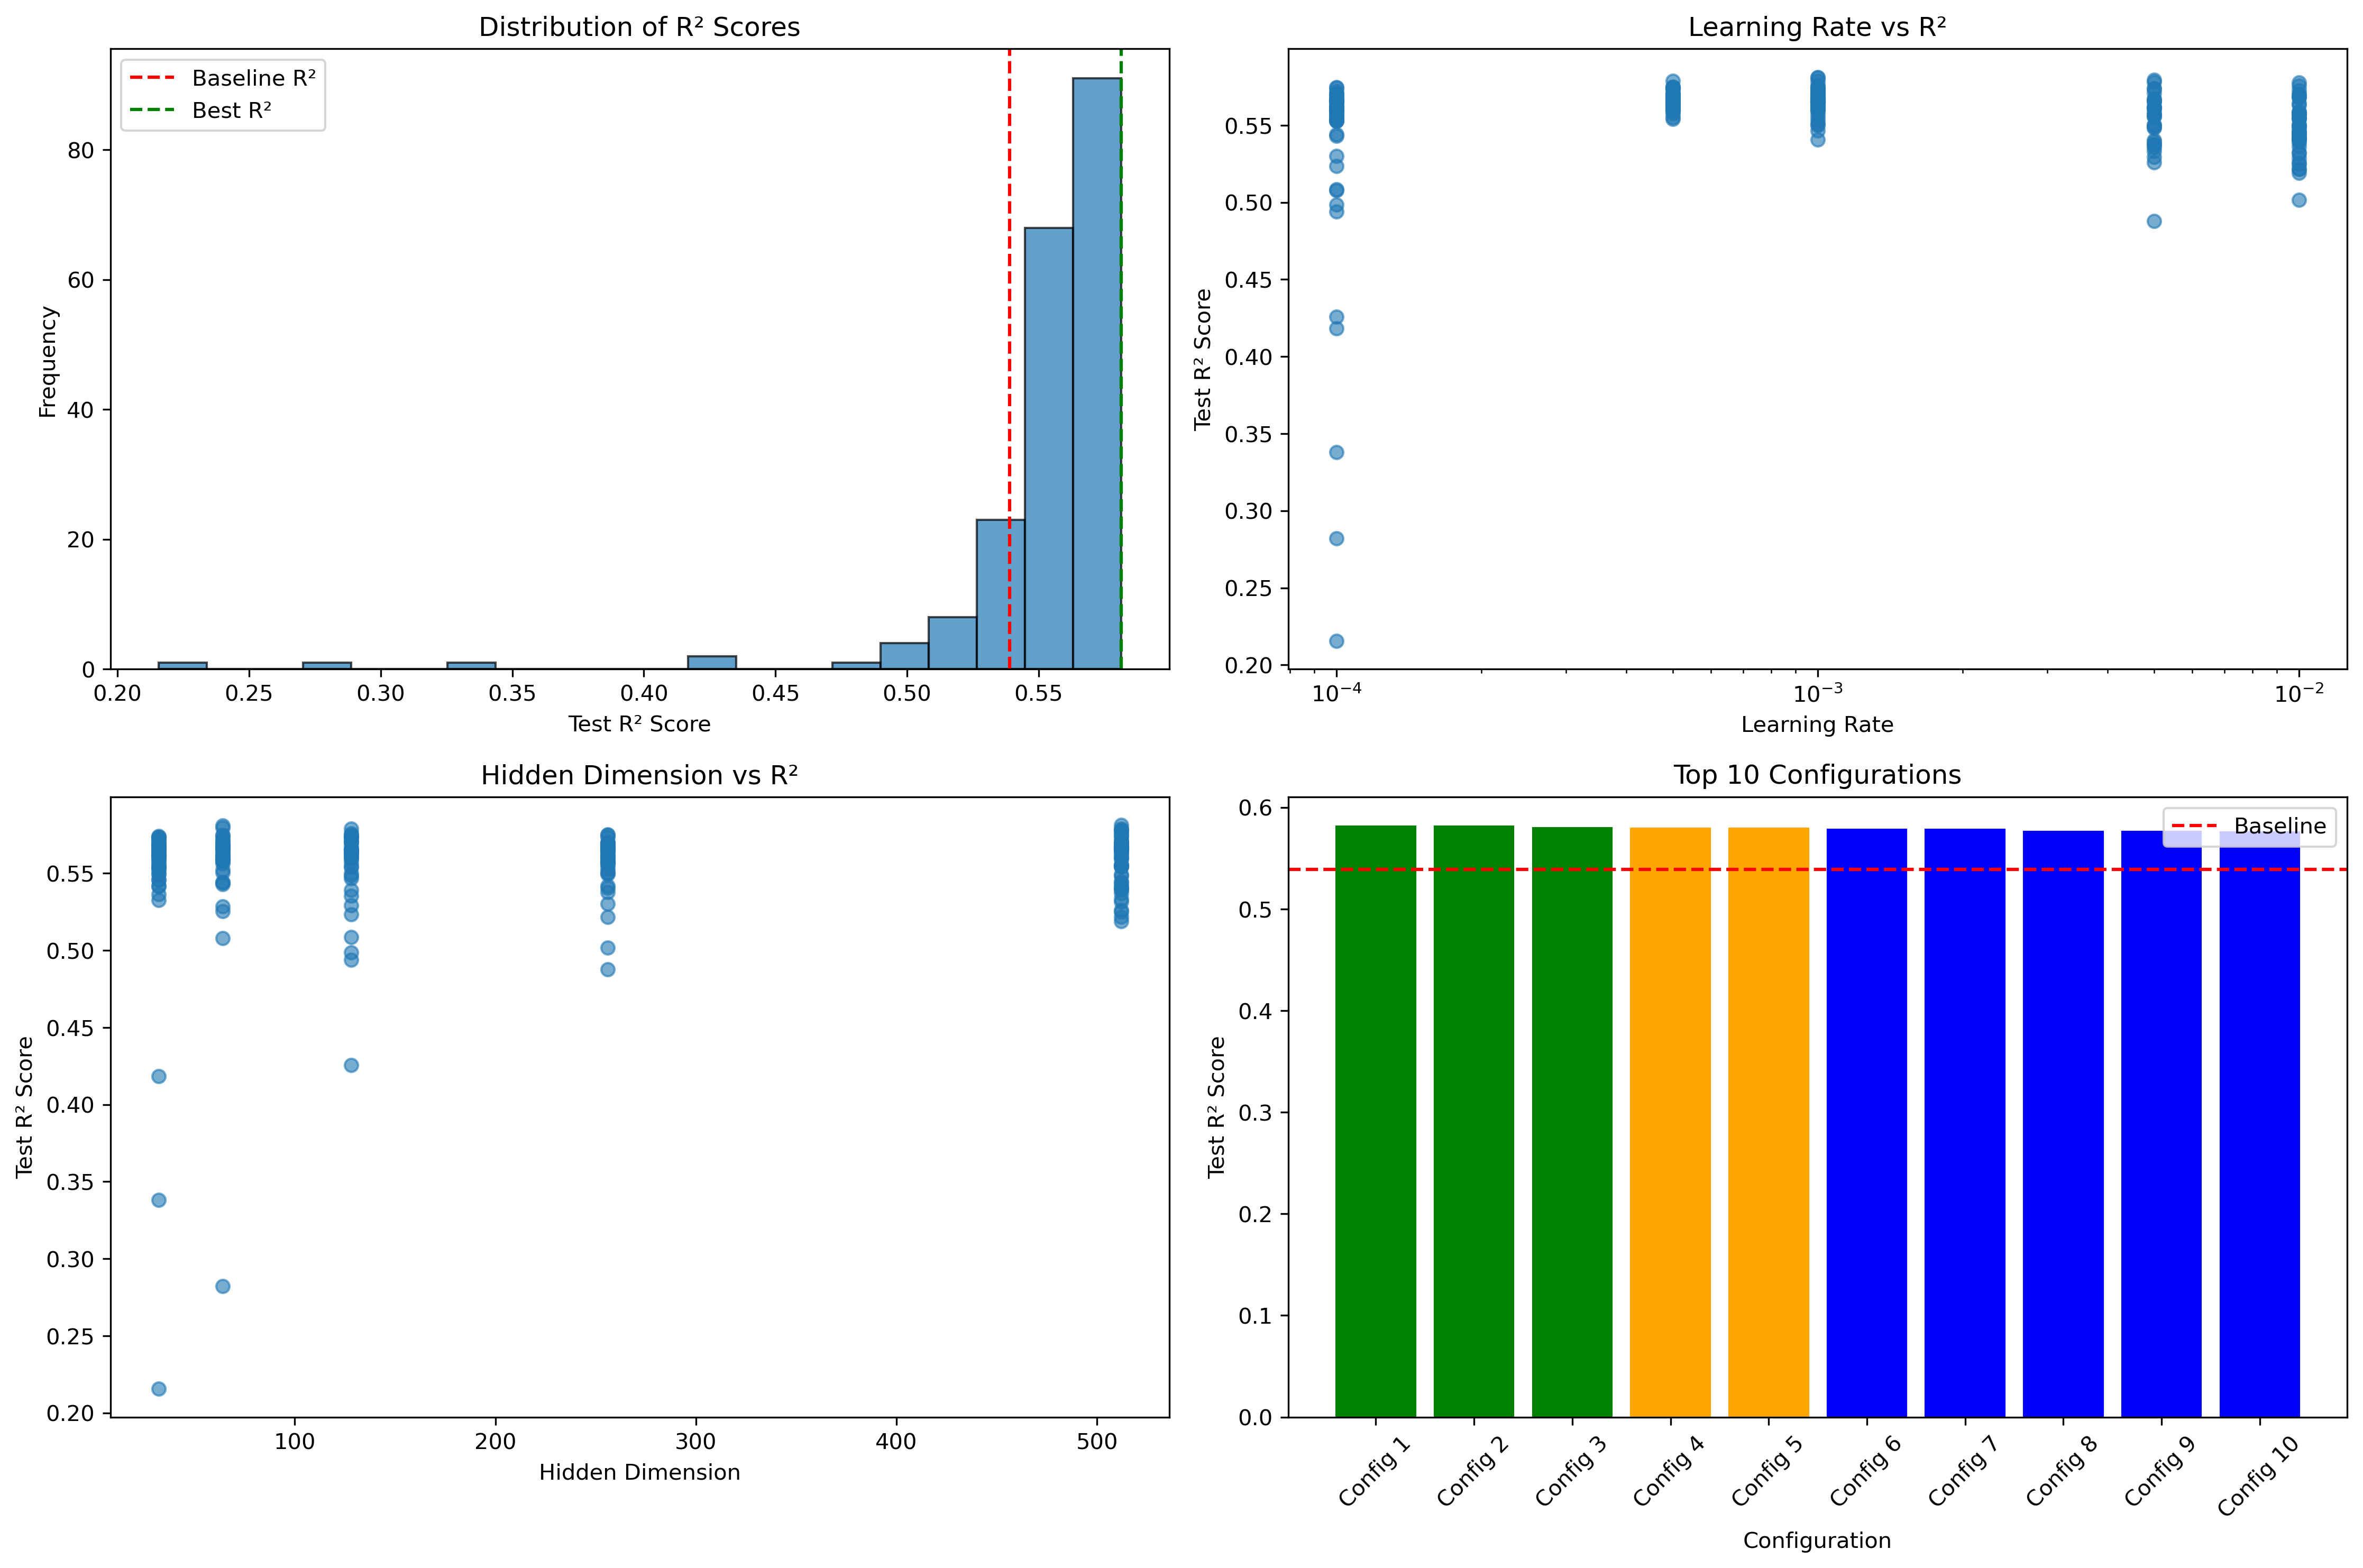 Distribution of R² Scores
Baseline R²
Best R²
Frequency
80
60
40
20
0
0.20 0.25 0.30 0.35 0.40 0.45 0.50 0.55
Test R² Score
Learning Rate vs R²
Test R² Score
0.55
0.50
0.45
0.40
0.35
0.30
0.25
0.20
10⁻⁴ 10⁻³ 10⁻²
Learning Rate
Hidden Dimension vs R²
Test R² Score
0.55
0.50
0.45
0.40
0.35
0.30
0.25
0.20
100 200 300 400 500
Hidden Dimension
Top 10 Configurations
Baseline
Test R² Score
0.6
0.5
0.4
0.3
0.2
0.1
0.0
Config 1 Config 2 Config 3 Config 4 Config 5 Config 6 Config 7 Config 8 Config 9 Config 10
Configuration